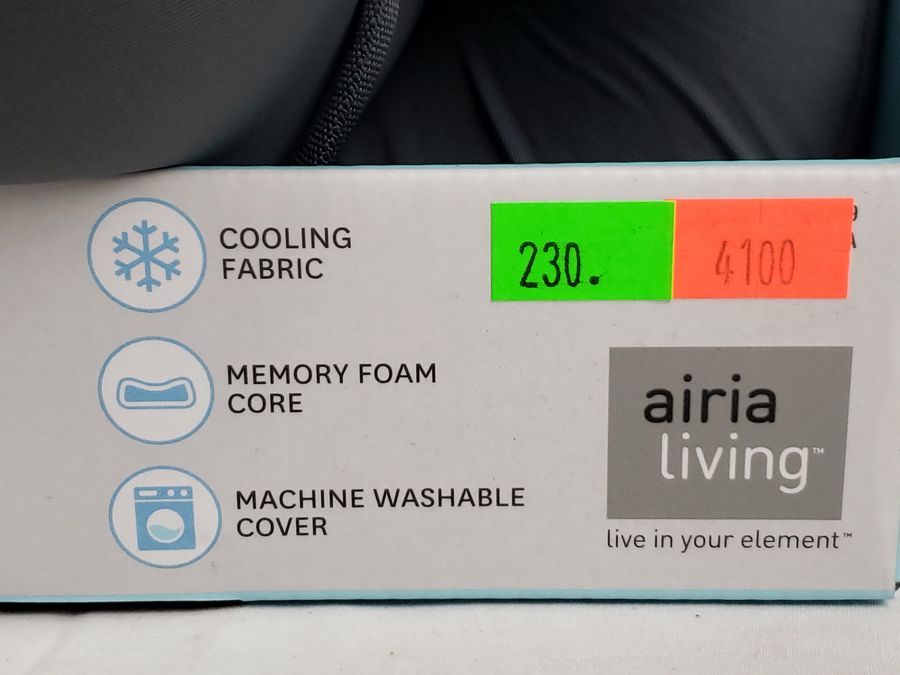 COOLING
FABRIC
230.
4100
MEMORY FOAM
CORE
airia
living™
MACHINE WASHABLE
COVER
live in your element™